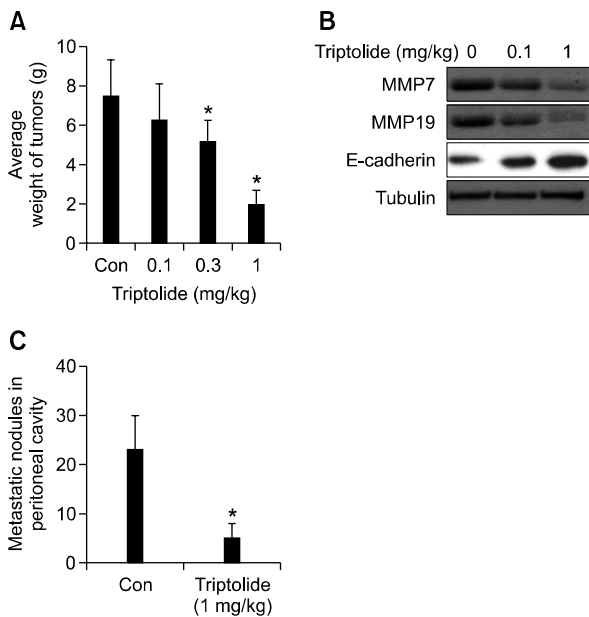 A
Average
weight of tumors (g)
10
8
6
4
2
0
*
*
Con 0.1 0.3 1
Triptolide (mg/kg)
B
Triptolide (mg/kg) 0 0.1 1
MMP7
MMP19
E-cadherin
Tubulin
C
Metastatic nodules in
peritoneal cavity
40
30
20
10
0
*
Con Triptolide
(1 mg/kg)